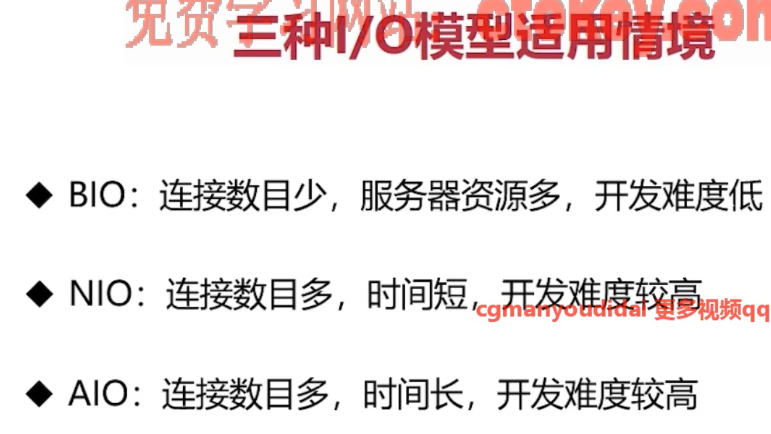 免费学习网站：otokey.com
三种I/O模型适用情境
◆ BIO：连接数目少，服务器资源多，开发难度低
◆ NIO：连接数目多，时间短，开发难度较高
cgmanyoudidai 更多视频qq
◆ AIO：连接数目多，时间长，开发难度较高